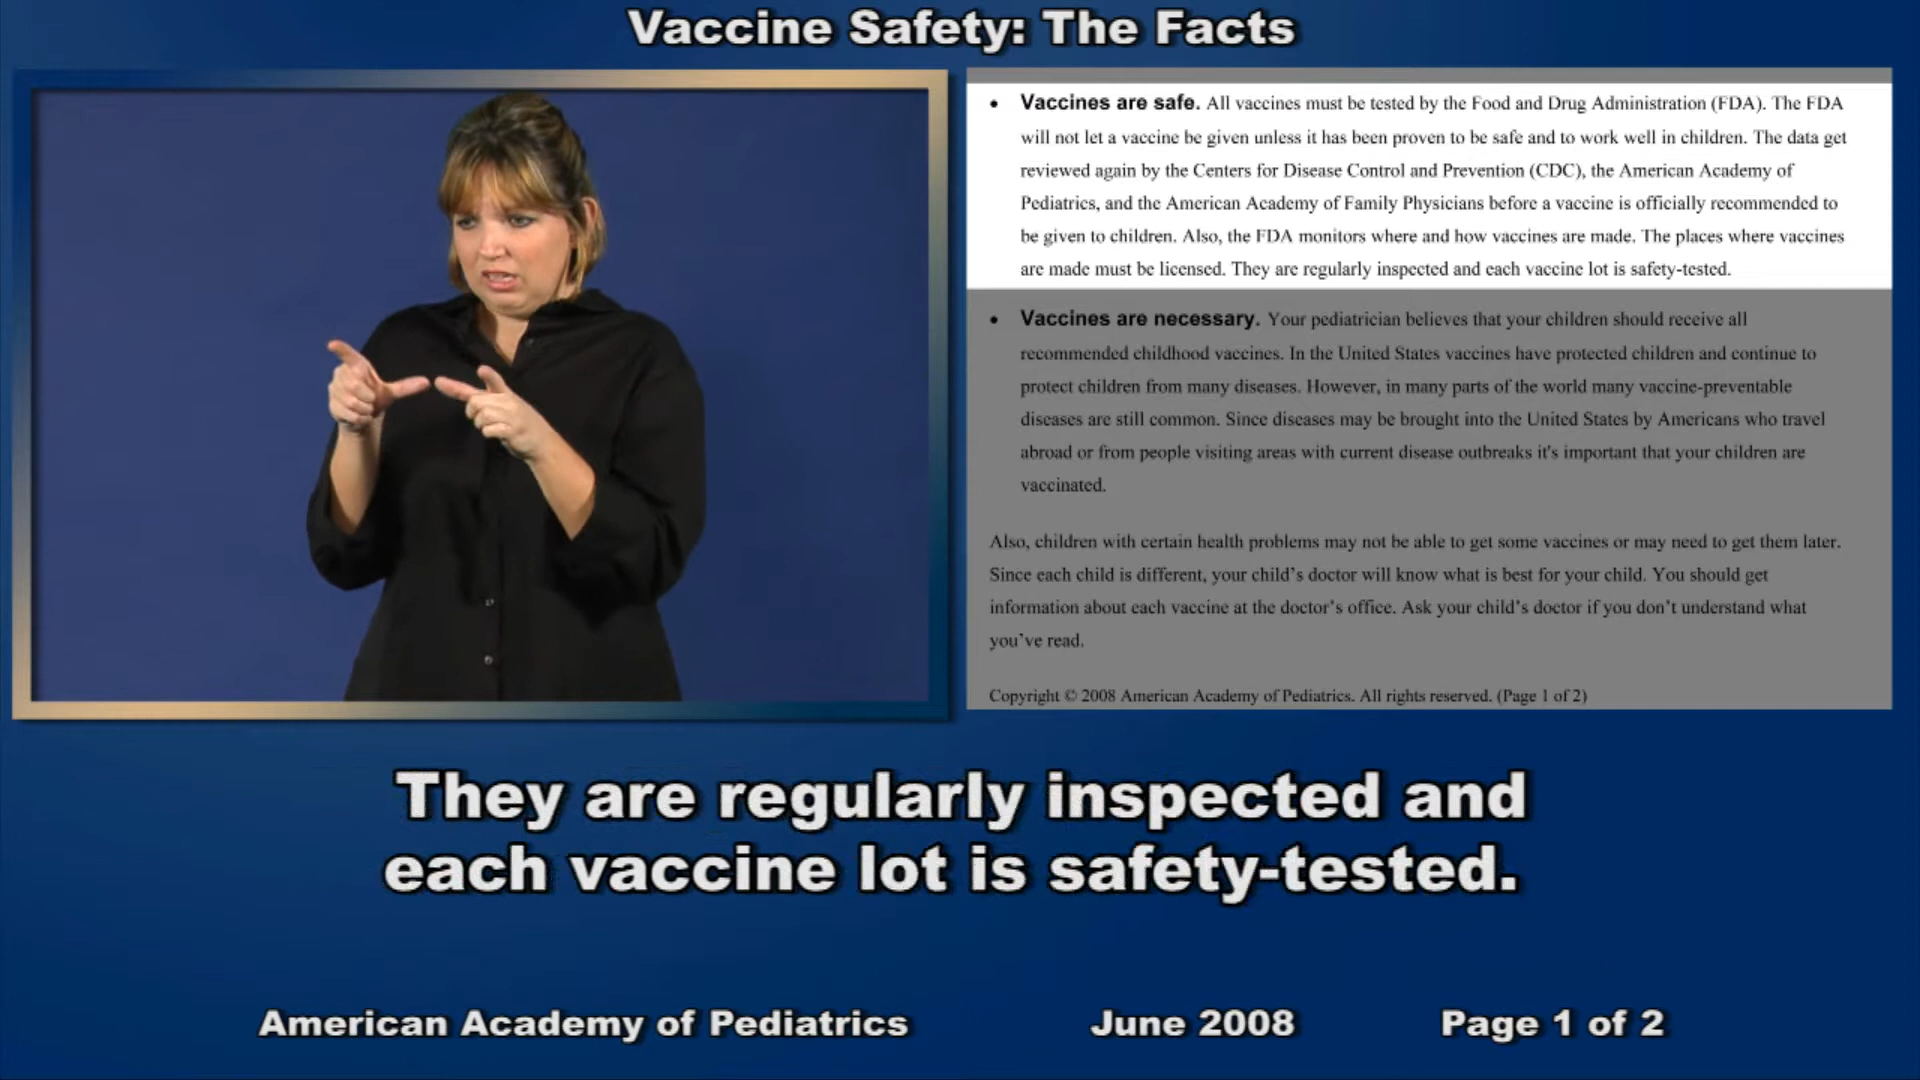 Vaccine Safety: The Facts
• Vaccines are safe. All vaccines must be tested by the Food and Drug Administration (FDA). The FDA
will not let a vaccine be given unless it has been proven to be safe and to work well in children. The data get
reviewed again by the Centers for Disease Control and Prevention (CDC), the American Academy of
Pediatrics, and the American Academy of Family Physicians before a vaccine is officially recommended to
be given to children. Also, the FDA monitors where and how vaccines are made. The places where vaccines
are made must be licensed. They are regularly inspected and each vaccine lot is safety-tested.
• Vaccines are necessary. Your pediatrician believes that your children should receive all
recommended childhood vaccines. In the United States vaccines have protected children and continue to
protect children from many diseases. However, in many parts of the world many vaccine-preventable
diseases are still common. Since diseases may be brought into the United States by Americans who travel
abroad or from people visiting areas with current disease outbreaks it's important that your children are
vaccinated.
Also, children with certain health problems may not be able to get some vaccines or may need to get them later.
Since each child is different, your child’s doctor will know what is best for your child. You should get
information about each vaccine at the doctor’s office. Ask your child’s doctor if you don’t understand what
you’ve read.
Copyright © 2008 American Academy of Pediatrics. All rights reserved. (Page 1 of 2)
They are regularly inspected and
each vaccine lot is safety-tested.
American Academy of Pediatrics June 2008 Page 1 of 2